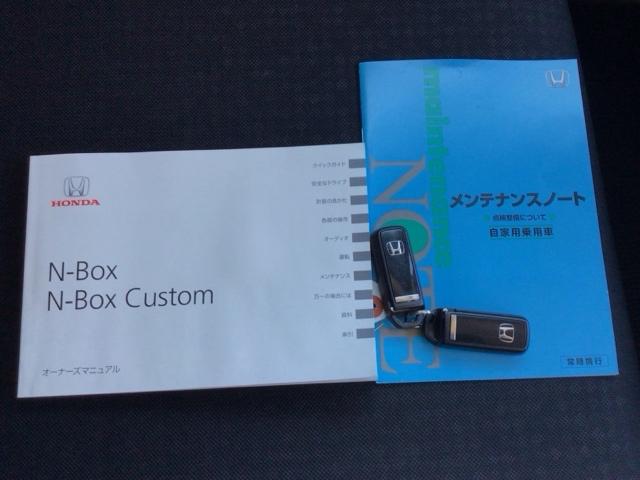 HONDA
N-Box
N-Box Custom
オーナーズマニュアル
クイックガイド
安全なドライブ
計器の見かた
各部の操作
オーディオ
運転
メンテナンス
万一の場合には
資料
索引
maintenance
NOTE
メンテナンスノート
点検整備について
自家用乗用車
常時携行